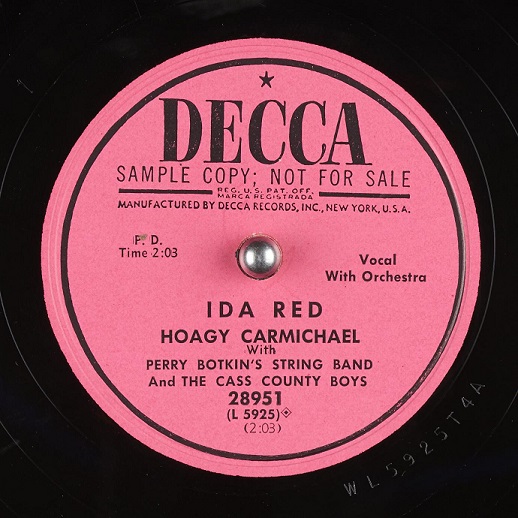 DECCA
SAMPLE COPY; NOT FOR SALE
REG. U.S. PAT. OFF.
MARCA REGISTRADA
MANUFACTURED BY DECCA RECORDS, INC., NEW YORK, U.S.A.
P. D.
Time 2:03
Vocal
With Orchestra
IDA RED
HOAGY CARMICHAEL
With
PERRY BOTKIN'S STRING BAND
And THE CASS COUNTY BOYS
28951
(L 5925)
(2:03)
W L 5925T4A